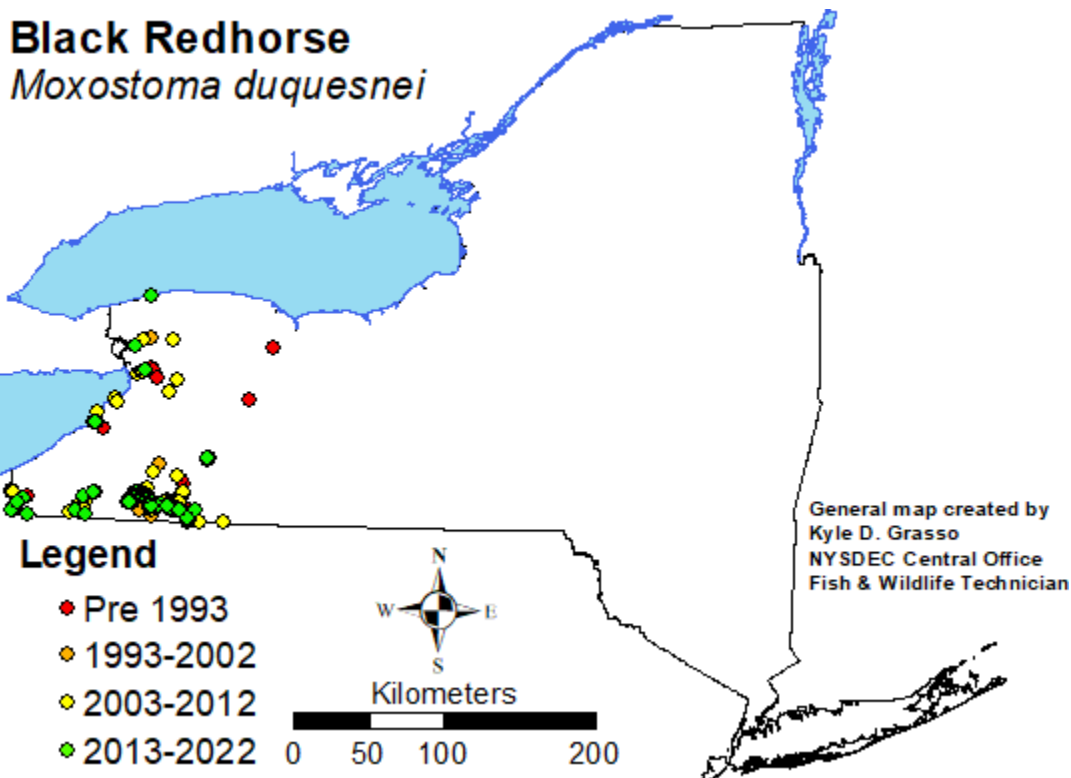 Black Redhorse
Moxostoma duquesnei
General map created by
Kyle D. Grasso
NYSDEC Central Office
Fish & Wildlife Technician
Legend
Pre 1993
1993-2002
2003-2012
2013-2022
N
W E
S
Kilometers
0 50 100 200